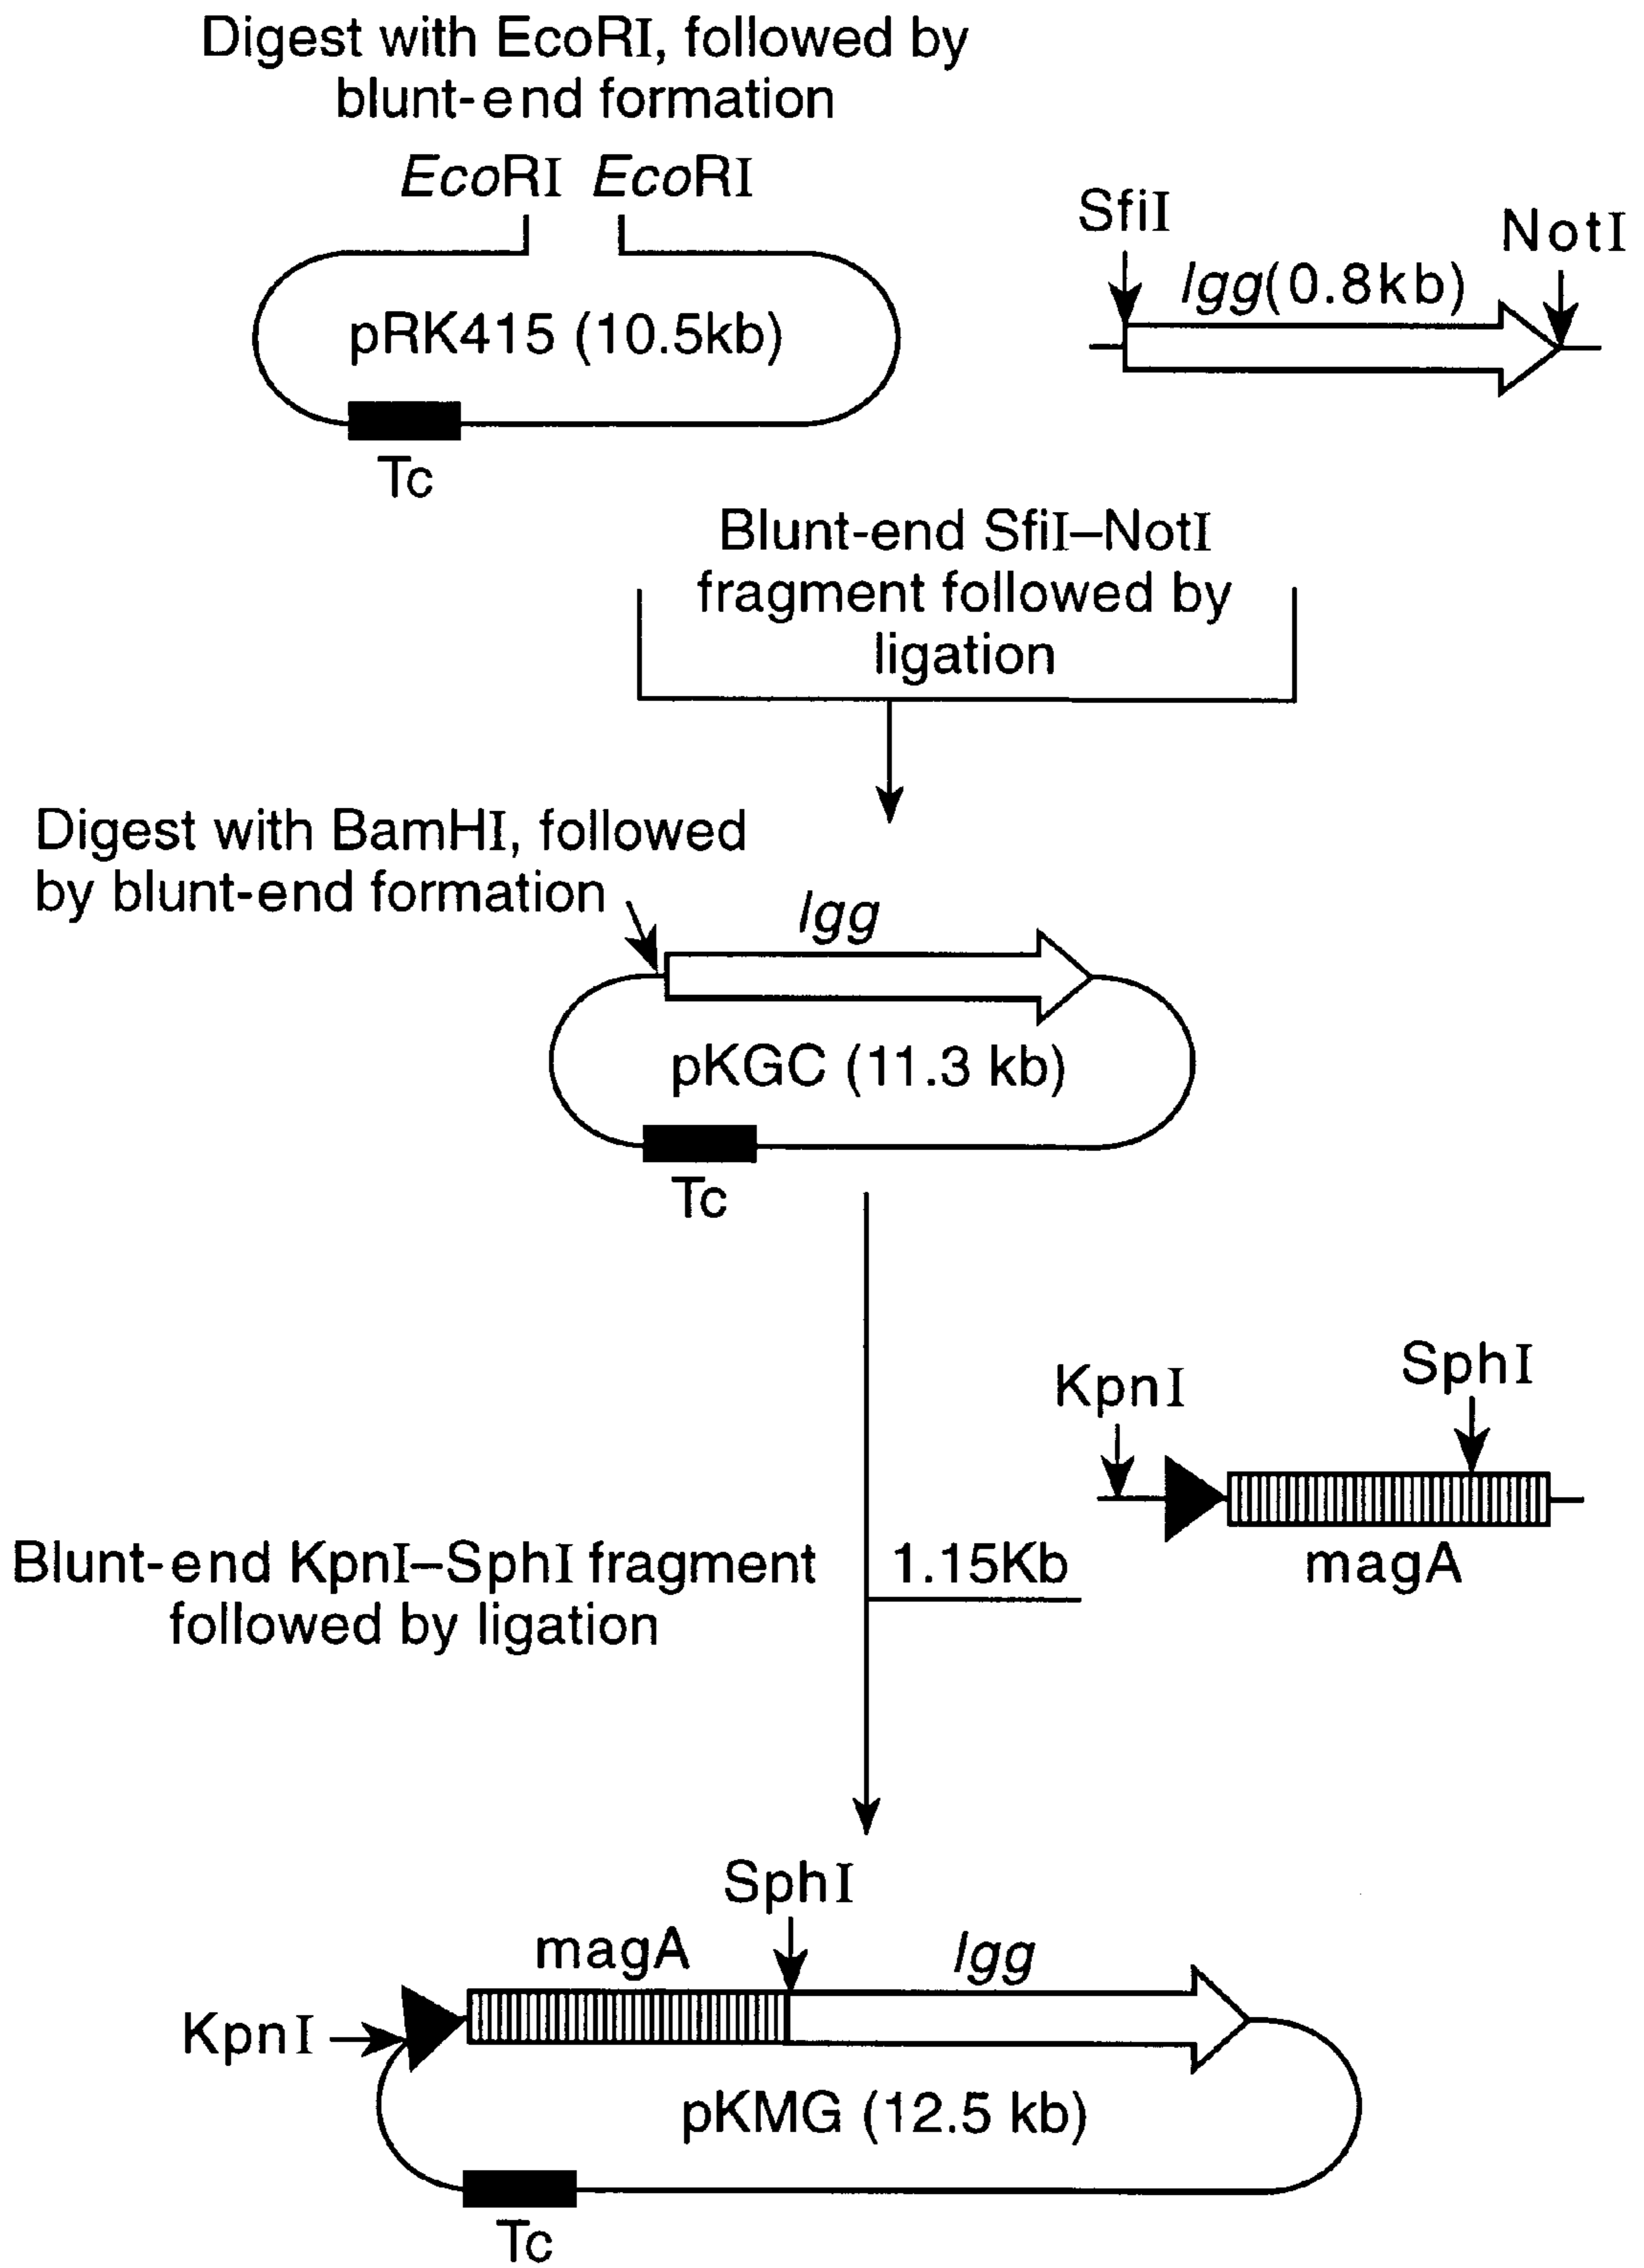 Digest with EcoRI, followed by
blunt-end formation
EcoRI EcoRI
SfiI
NotI
Igg(0.8kb)
pRK415 (10.5kb)
Tc
Blunt-end SfiI–NotI
fragment followed by
ligation
Digest with BamHI, followed
by blunt-end formation
Igg
pKGC (11.3 kb)
Tc
SphI
KpnI
magA
Blunt-end KpnI–SphI fragment
followed by ligation
1.15Kb
SphI
magA
Igg
KpnI
pKMG (12.5 kb)
Tc